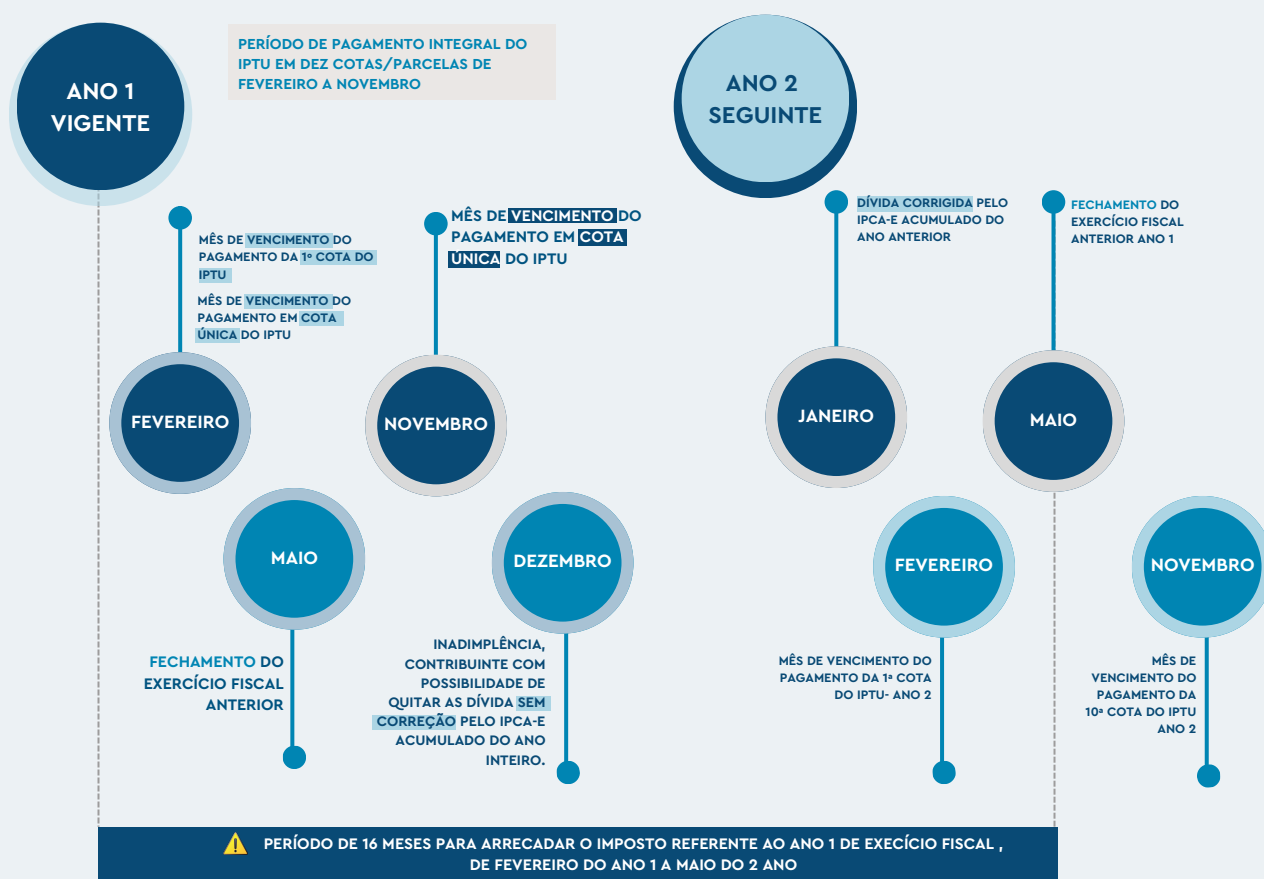 ANO 1
VIGENTE
PERÍODO DE PAGAMENTO INTEGRAL DO
IPTU EM DEZ COTAS/PARCELAS DE
FEVEREIRO A NOVEMBRO
ANO 2
SEGUINTE
MÊS DE VENCIMENTO DO
PAGAMENTO DA 1º COTA DO
IPTU
MÊS DE VENCIMENTO DO
PAGAMENTO EM COTA
ÚNICA DO IPTU
MÊS DE VENCIMENTO DO
PAGAMENTO EM COTA
ÚNICA DO IPTU
DÍVIDA CORRIGIDA PELO
IPCA-E ACUMULADO DO
ANO ANTERIOR
FECHAMENTO DO
EXERCÍCIO FISCAL
ANTERIOR ANO 1
FEVEREIRO
NOVEMBRO
JANEIRO
MAIO
MAIO
DEZEMBRO
FEVEREIRO
NOVEMBRO
FECHAMENTO DO
EXERCÍCIO FISCAL
ANTERIOR
INADIMPLÊNCIA,
CONTRIBUINTE COM
POSSIBILIDADE DE
QUITAR AS DÍVIDA SEM
CORREÇÃO PELO IPCA-E
ACUMULADO DO ANO
INTEIRO.
MÊS DE VENCIMENTO DO
PAGAMENTO DA 1ª COTA
DO IPTU- ANO 2
MÊS DE
VENCIMENTO DO
PAGAMENTO DA
10ª COTA DO IPTU
ANO 2
PERÍODO DE 16 MESES PARA ARRECADAR O IMPOSTO REFERENTE AO ANO 1 DE EXECÍCIO FISCAL ,
DE FEVEREIRO DO ANO 1 A MAIO DO 2 ANO